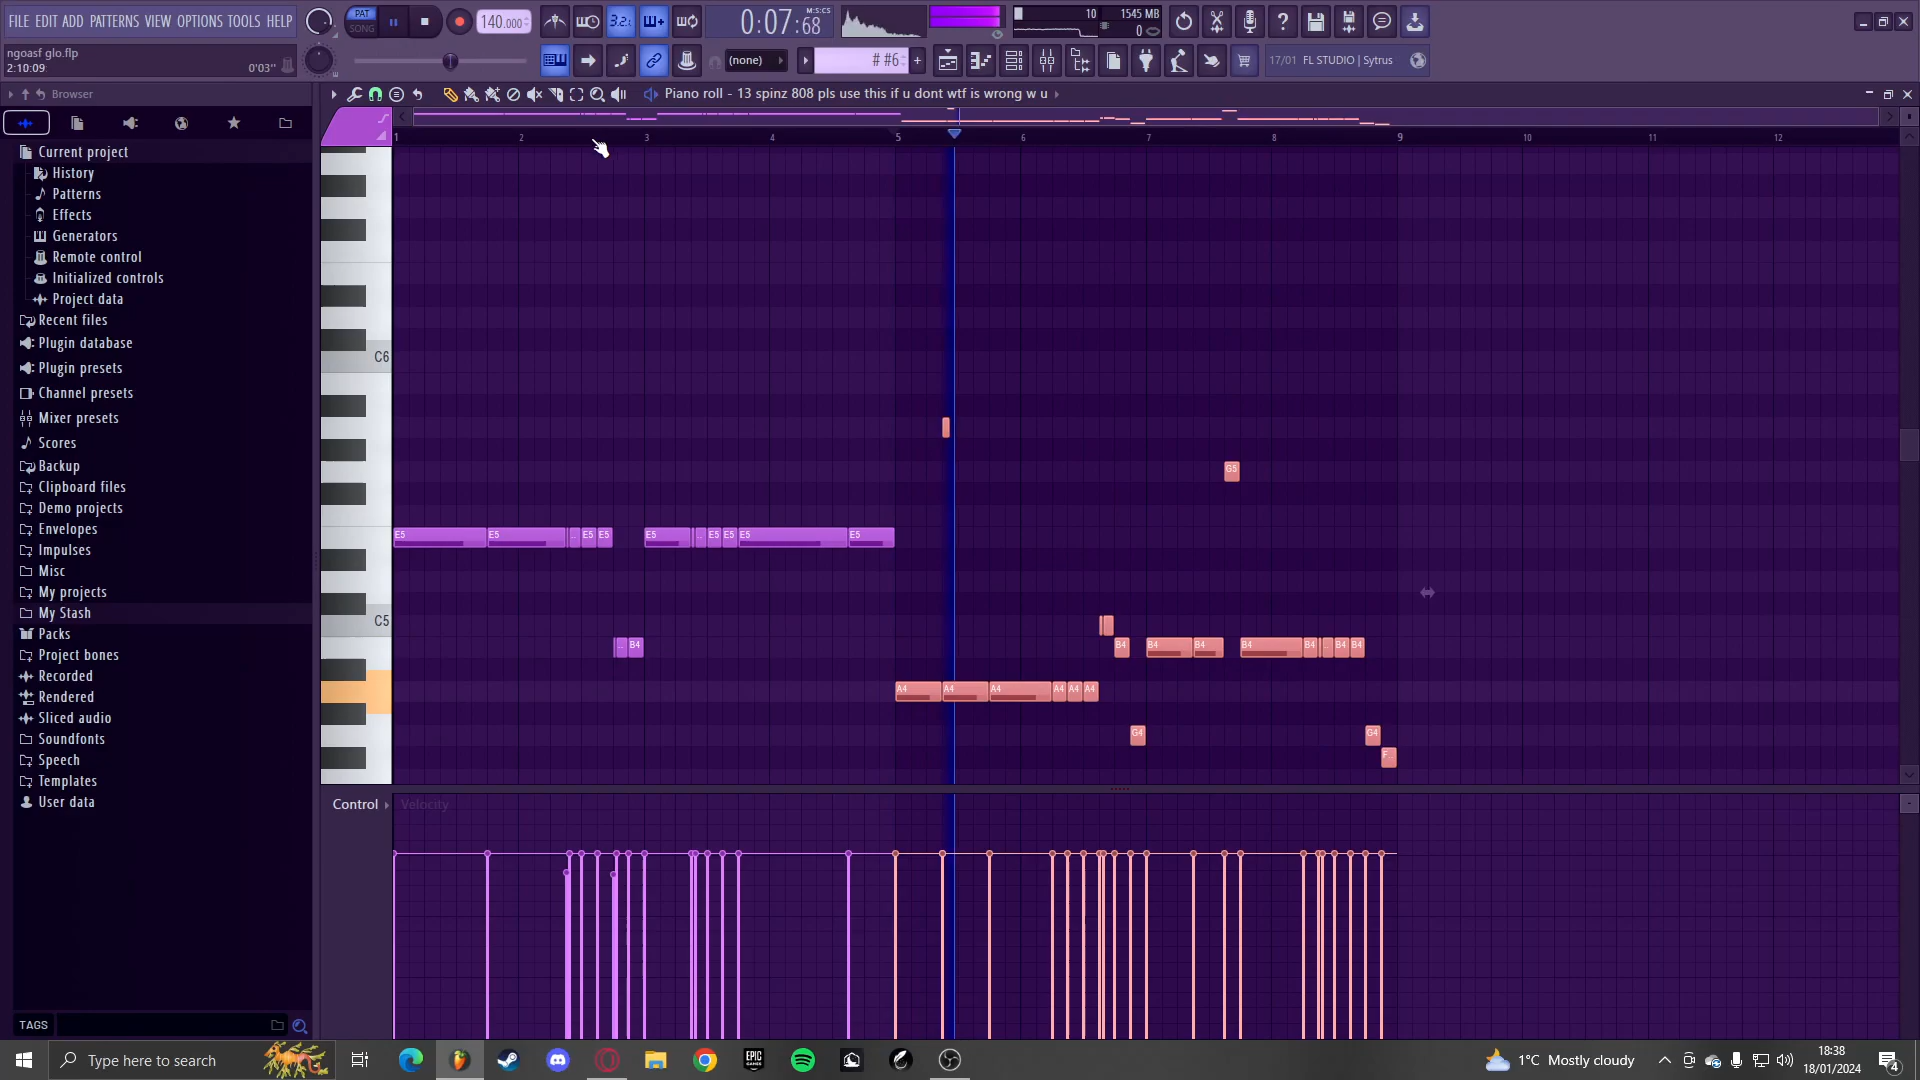 FILE EDIT ADD PATTERNS VIEW OPTIONS TOOLS HELP
PAT
SONG
140.000
3.2.
0:07:68
M:S:CS
10
1545 MB
0
ngoasf glo.flp
2:10:09
0'03"
(none)
# #6
17/01 FL STUDIO | Sytrus
Browser
Piano roll - 13 spinz 808 pls use this if u dont wtf is wrong w u
1 2 3 4 5 6 7 8 9 10 11 12
Current project
History
Patterns
Effects
Generators
Remote control
Initialized controls
Project data
Recent files
Plugin database
Plugin presets
Channel presets
Mixer presets
Scores
Backup
Clipboard files
Demo projects
Envelopes
Impulses
Misc
My projects
My Stash
Packs
Project bones
Recorded
Rendered
Sliced audio
Soundfonts
Speech
Templates
User data
C6
G5
E5 E5 .. E5 E5 E5 .. E5 E5 E5 E5
C5
.. B4 B4 B4 B4 B4 B4 .. B4 B4
A4 A4 A4 A4 A4 A4
G4 G4
F..
Control Velocity
TAGS
Type here to search
EPIC GAMES
1°C Mostly cloudy
18:38
18/01/2024
4